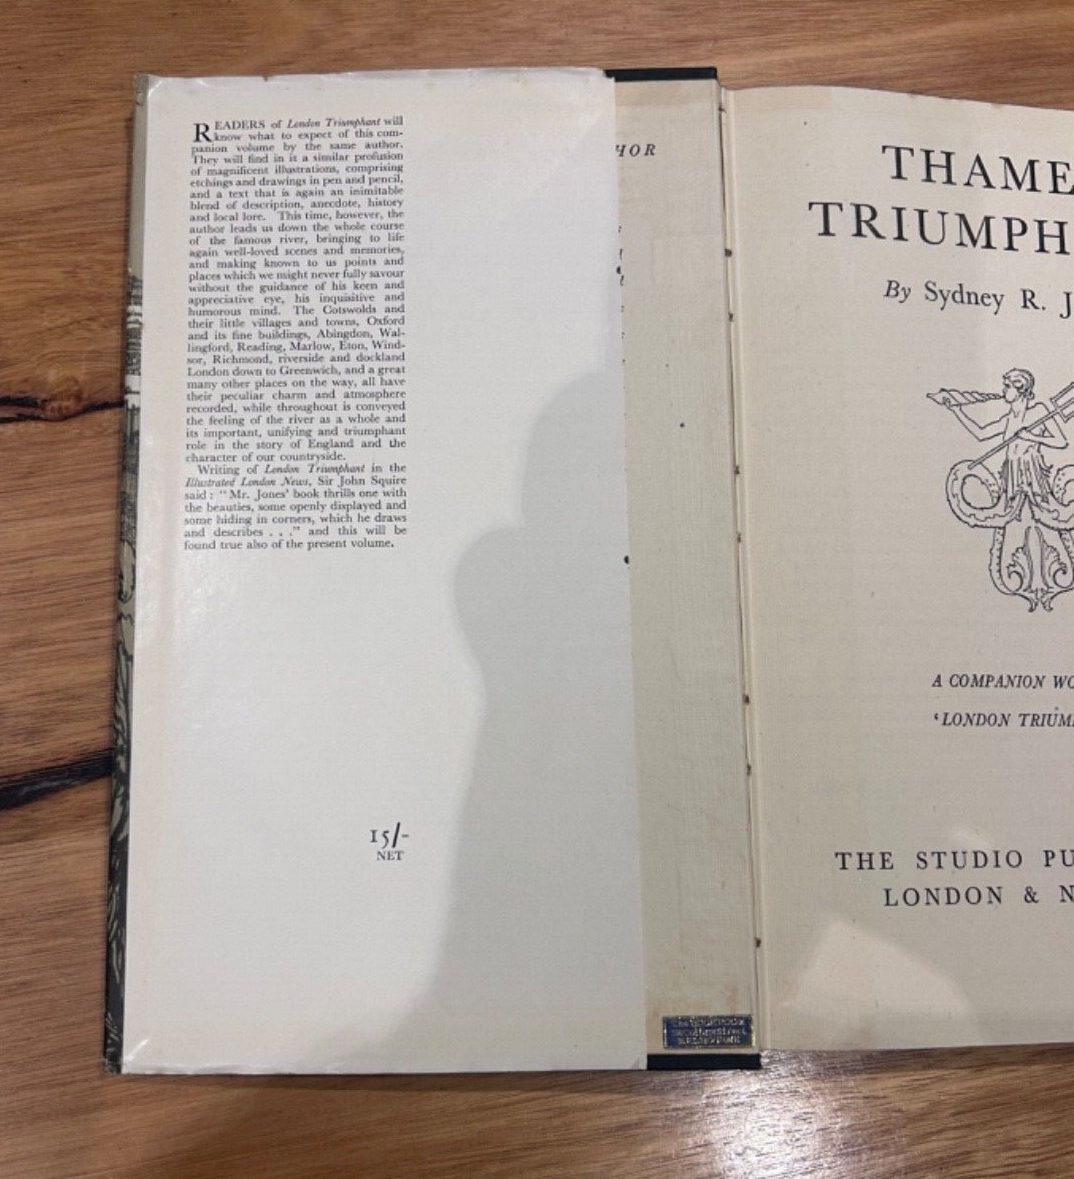 READERS of London Triumphant will
know what to expect of this com-
panion volume by the same author.
They will find in it a similar profusion
of magnificent illustrations, comprising
etchings and drawings in pen and pencil,
and a text that is again an inimitable
blend of description, anecdote, history
and local lore. This time, however, the
author leads us down the whole course
of the famous river, bringing to life
again well-loved scenes and memories,
and making known to us points and
places which we might never fully savour
without the guidance of his keen and
appreciative eye, his inquisitive and
humorous mind. The Cotswolds and
their little villages and towns, Oxford
and its fine buildings, Abingdon, Wal-
lingford, Reading, Marlow, Eton, Wind-
sor, Richmond, riverside and dockland
London down to Greenwich, and a great
many other places on the way, all have
their peculiar charm and atmosphere
recorded, while throughout is conveyed
the feeling of the river as a whole and
its important, unifying and triumphant
role in the story of England and the
character of our countryside.
Writing of London Triumphant in the
Illustrated London News, Sir John Squire
said : "Mr. Jones' book thrills one with
the beauties, some openly displayed and
some hiding in corners, which he draws
and describes . . ." and this will be
found true also of the present volume.
15/-
NET
HOR
THAME
TRIUMPH
By Sydney R. J
A COMPANION WO
'LONDON TRIUM
THE STUDIO PU
LONDON & N